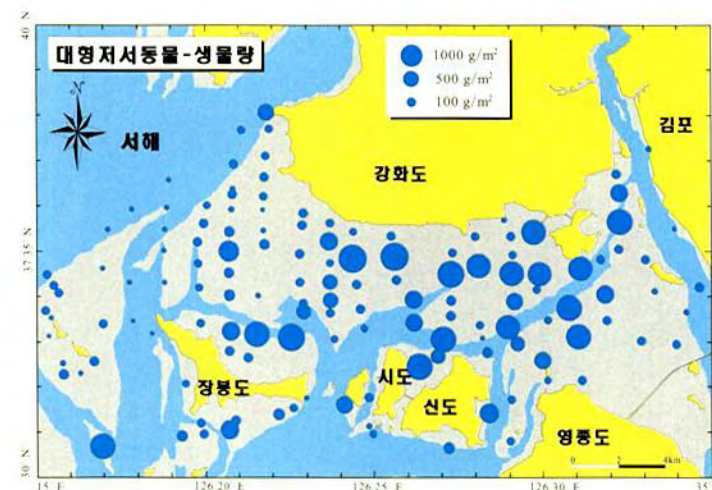 40 N
대형저서동물-생물량
1000 g/m²
500 g/m²
100 g/m²
N
서해
김포
강화도
37 35 N
장봉도
시도
신도
영종도
0 2 4km
30 N
15 E
126 20 E
126 25 E
126 30 E
35